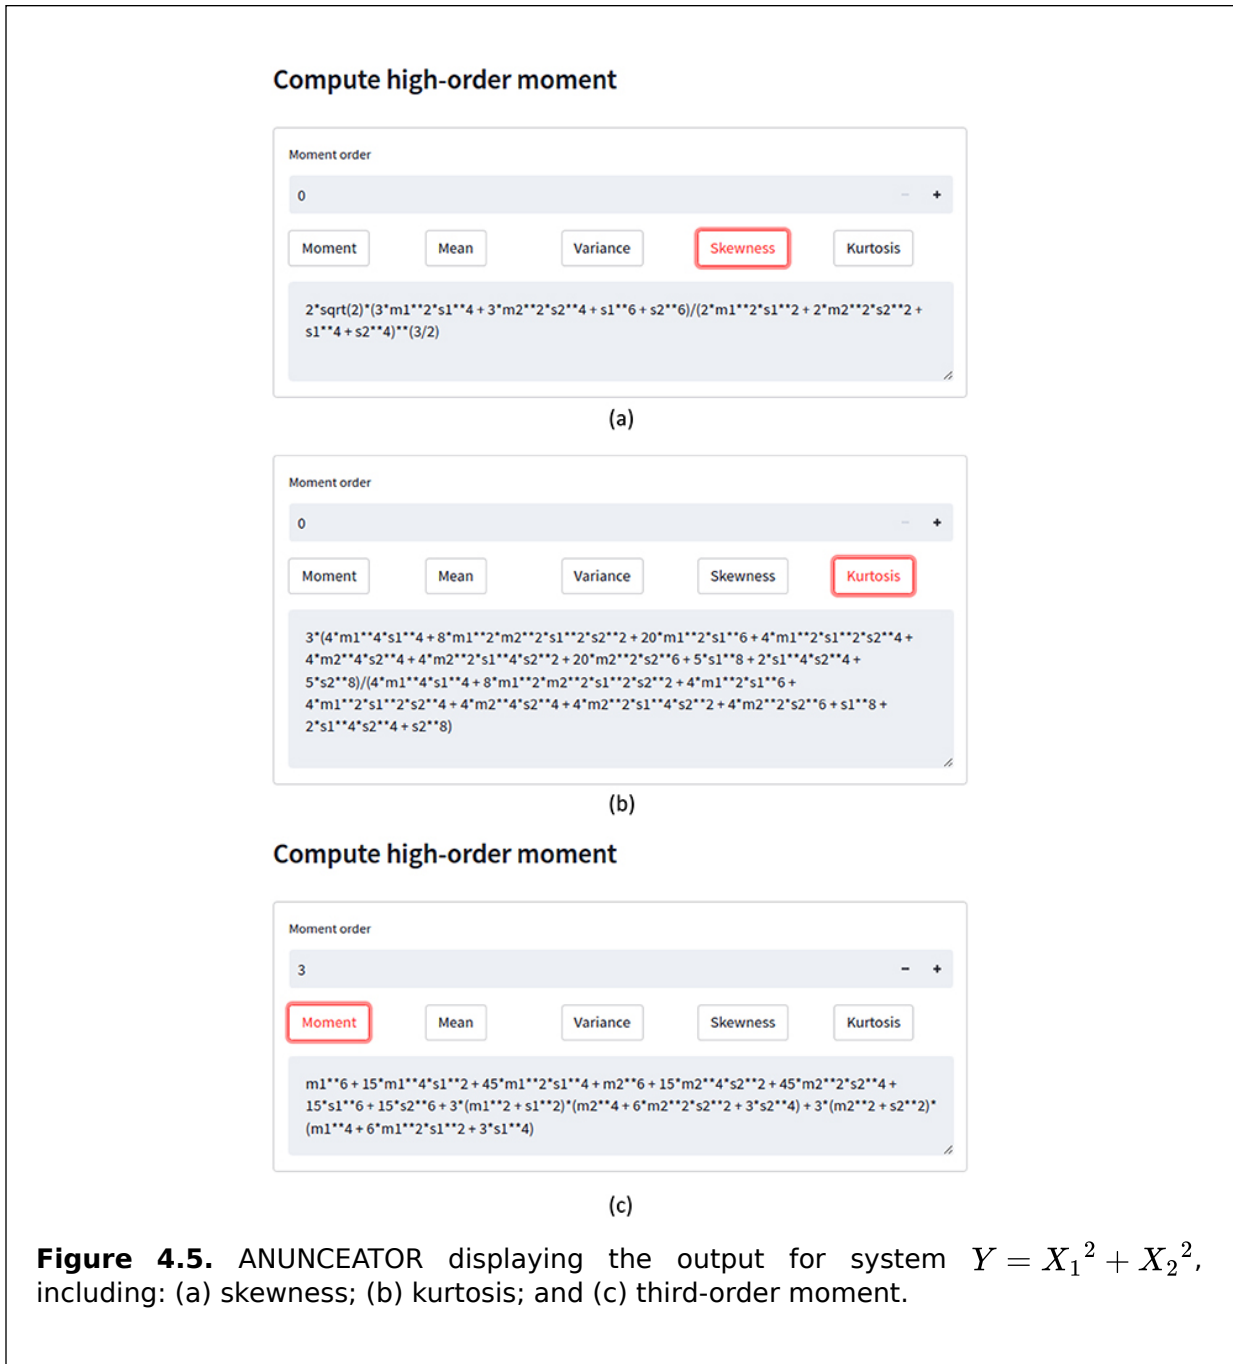 Compute high-order moment
Moment order
0
− +
Moment Mean Variance Skewness Kurtosis
2*sqrt(2)*(3*m1**2*s1**4 + 3*m2**2*s2**4 + s1**6 + s2**6)/(2*m1**2*s1**2 + 2*m2**2*s2**2 +
s1**4 + s2**4)**(3/2)
(a)
Moment order
0
− +
Moment Mean Variance Skewness Kurtosis
3*(4*m1**4*s1**4 + 8*m1**2*m2**2*s1**2*s2**2 + 20*m1**2*s1**6 + 4*m1**2*s1**2*s2**4 +
4*m2**4*s2**4 + 4*m2**2*s1**4*s2**2 + 20*m2**2*s2**6 + 5*s1**8 + 2*s1**4*s2**4 +
5*s2**8)/(4*m1**4*s1**4 + 8*m1**2*m2**2*s1**2*s2**2 + 4*m1**2*s1**6 +
4*m1**2*s1**2*s2**4 + 4*m2**4*s2**4 + 4*m2**2*s1**4*s2**2 + 4*m2**2*s2**6 + s1**8 +
2*s1**4*s2**4 + s2**8)
(b)
Compute high-order moment
Moment order
3
− +
Moment Mean Variance Skewness Kurtosis
m1**6 + 15*m1**4*s1**2 + 45*m1**2*s1**4 + m2**6 + 15*m2**4*s2**2 + 45*m2**2*s2**4 +
15*s1**6 + 15*s2**6 + 3*(m1**2 + s1**2)*(m2**4 + 6*m2**2*s2**2 + 3*s2**4) + 3*(m2**2 + s2**2)*
(m1**4 + 6*m1**2*s1**2 + 3*s1**4)
(c)
Figure 4.5. ANUNCEATOR displaying the output for system Y = X₁² + X₂²,
including: (a) skewness; (b) kurtosis; and (c) third-order moment.